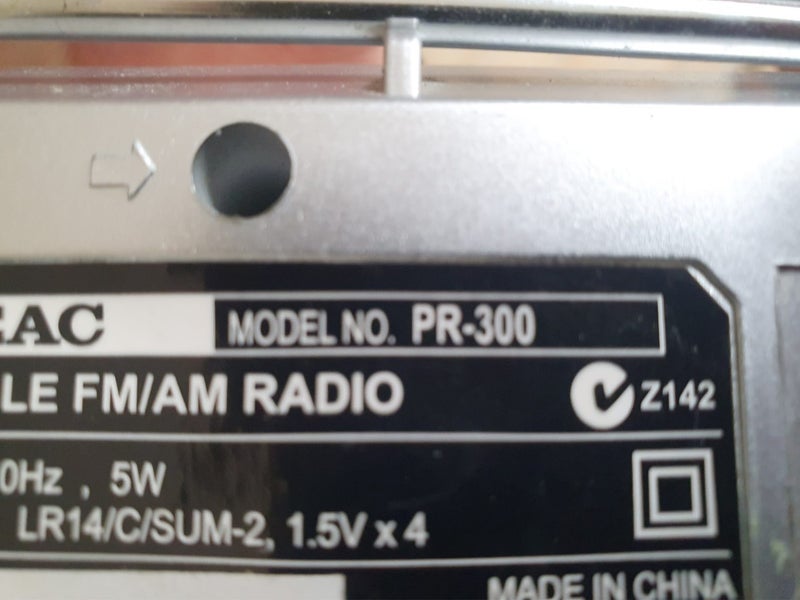 EAC MODEL NO. PR-300
LE FM/AM RADIO Z142
0Hz , 5W
LR14/C/SUM-2, 1.5V x 4
MADE IN CHINA